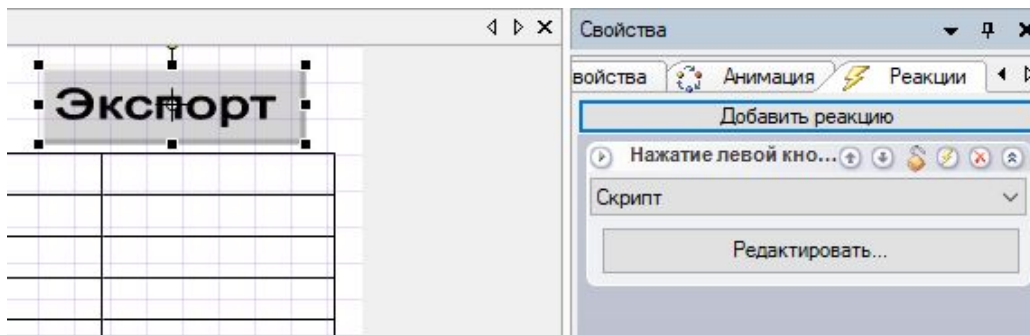 Свойства
войства Анимация Реакции
Экспорт
Добавить реакцию
Нажатие левой кно...
Скрипт
Редактировать...